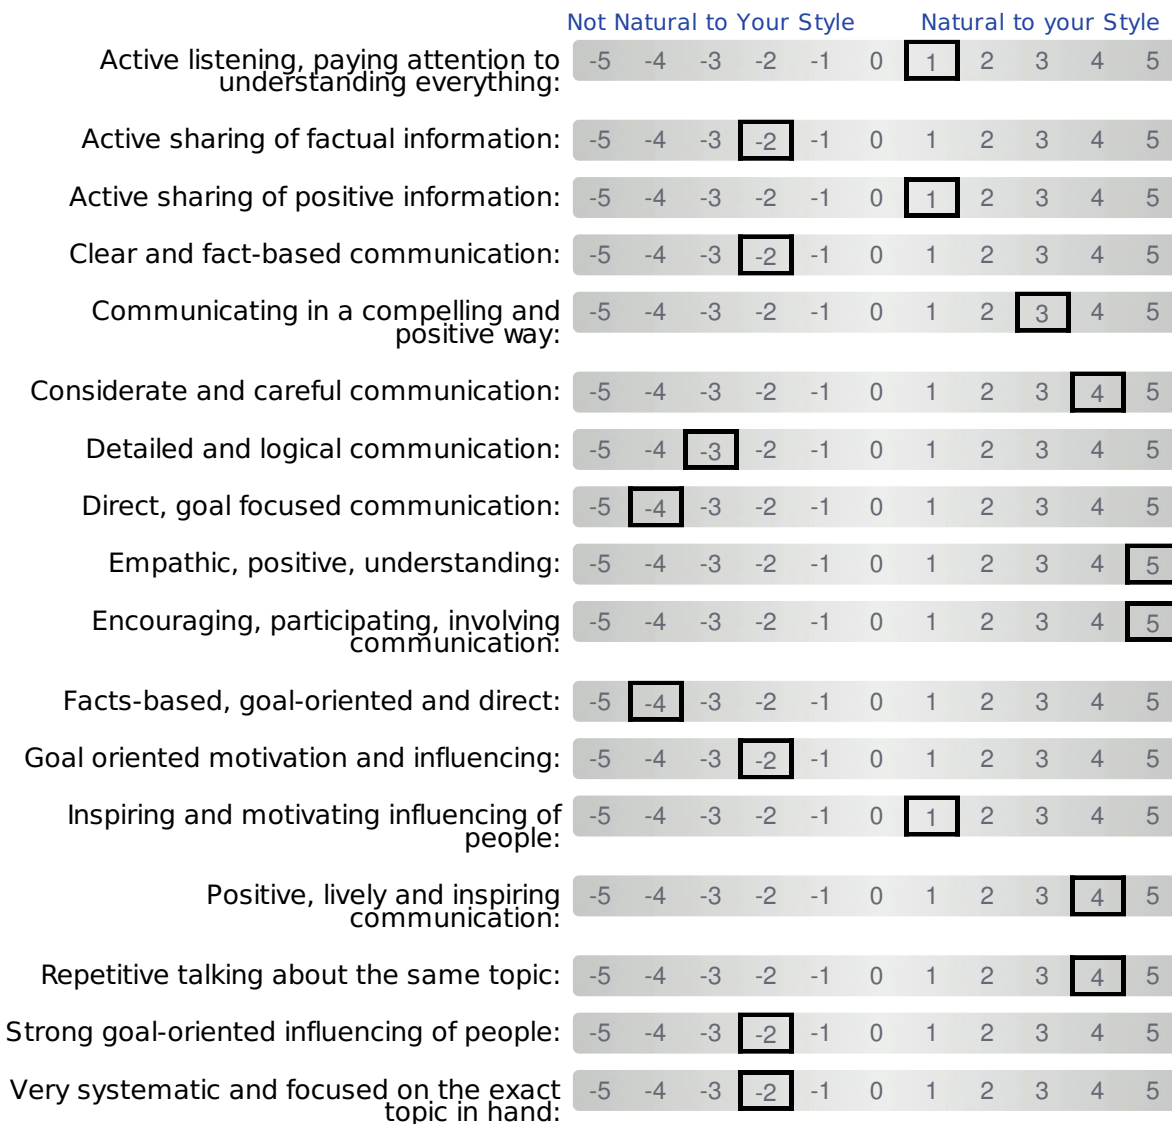 Not Natural to Your Style Natural to your Style
Active listening, paying attention to
understanding everything:
-5 -4 -3 -2 -1 0 1 2 3 4 5
Active sharing of factual information: -5 -4 -3 -2 -1 0 1 2 3 4 5
Active sharing of positive information: -5 -4 -3 -2 -1 0 1 2 3 4 5
Clear and fact-based communication: -5 -4 -3 -2 -1 0 1 2 3 4 5
Communicating in a compelling and
positive way:
-5 -4 -3 -2 -1 0 1 2 3 4 5
Considerate and careful communication: -5 -4 -3 -2 -1 0 1 2 3 4 5
Detailed and logical communication: -5 -4 -3 -2 -1 0 1 2 3 4 5
Direct, goal focused communication: -5 -4 -3 -2 -1 0 1 2 3 4 5
Empathic, positive, understanding: -5 -4 -3 -2 -1 0 1 2 3 4 5
Encouraging, participating, involving
communication:
-5 -4 -3 -2 -1 0 1 2 3 4 5
Facts-based, goal-oriented and direct: -5 -4 -3 -2 -1 0 1 2 3 4 5
Goal oriented motivation and influencing: -5 -4 -3 -2 -1 0 1 2 3 4 5
Inspiring and motivating influencing of
people:
-5 -4 -3 -2 -1 0 1 2 3 4 5
Positive, lively and inspiring
communication:
-5 -4 -3 -2 -1 0 1 2 3 4 5
Repetitive talking about the same topic: -5 -4 -3 -2 -1 0 1 2 3 4 5
Strong goal-oriented influencing of people: -5 -4 -3 -2 -1 0 1 2 3 4 5
Very systematic and focused on the exact
topic in hand:
-5 -4 -3 -2 -1 0 1 2 3 4 5